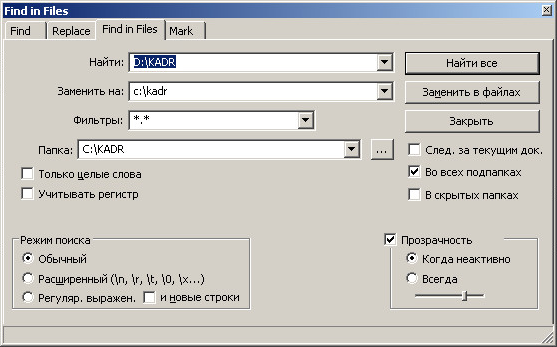 Find in Files
Find Replace Find in Files Mark
Найти: D:\KADR Найти все
Заменить на: c:\kadr Заменить в файлах
Фильтры: *.* Закрыть
Папка: C:\KADR ... След. за текущим док.
Только целые слова Во всех подпапках
Учитывать регистр В скрытых папках
Режим поиска Прозрачность
Обычный Когда неактивно
Расширенный (\n, \r, \t, \0, \x...) Всегда
Регуляр. выражен. и новые строки